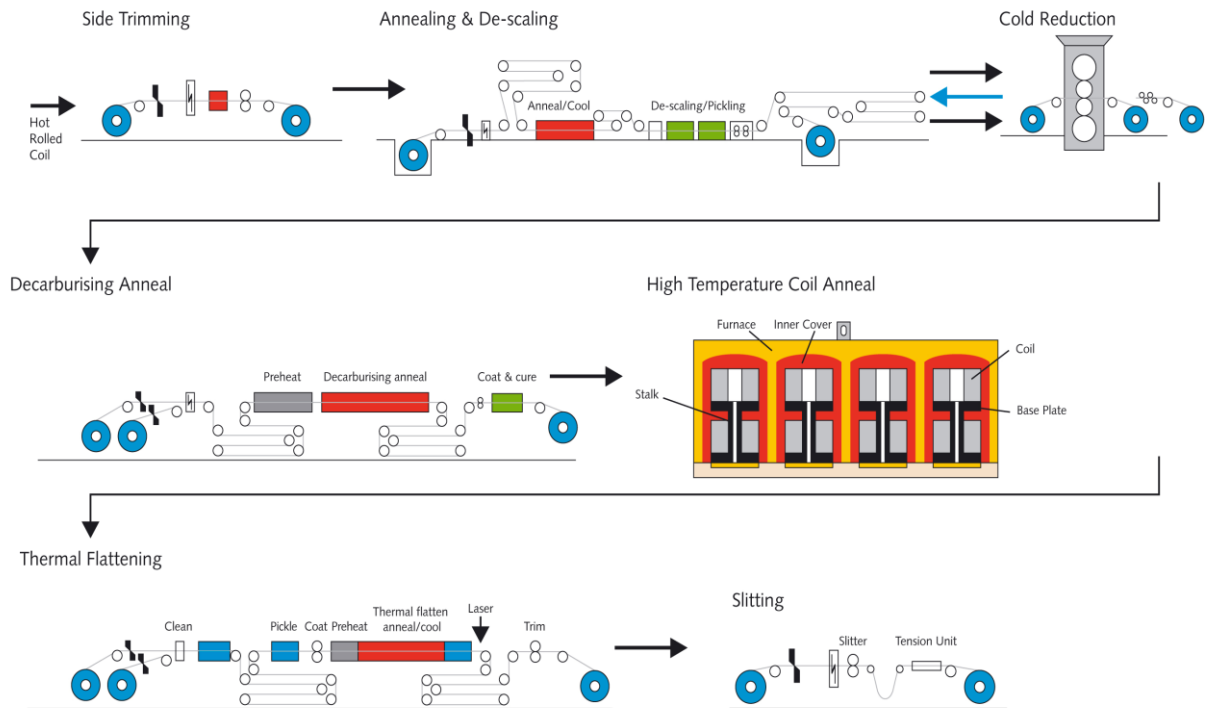 Side Trimming
Annealing & De-scaling
Cold Reduction
Hot
Rolled
Coil
Anneal/Cool
De-scaling/Pickling
Decarburising Anneal
High Temperature Coil Anneal
Furnace
Inner Cover
Coil
Stalk
Base Plate
Preheat
Decarburising anneal
Coat & cure
Thermal Flattening
Slitting
Clean
Pickle
Coat
Preheat
Thermal flatten
anneal/cool
Laser
Trim
Slitter
Tension Unit